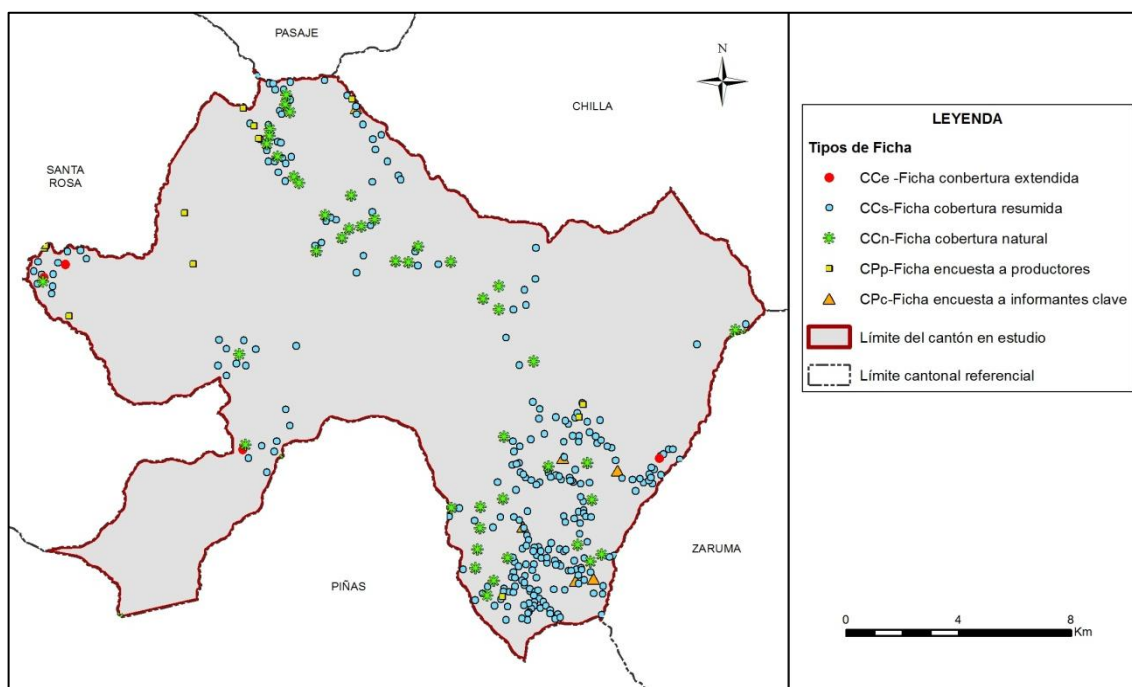 PASAJE
N
CHILLA
SANTA
ROSA
ZARUMA
PIÑAS
LEYENDA
Tipos de Ficha
CCe -Ficha conbertura extendida
CCs-Ficha cobertura resumida
CCn-Ficha cobertura natural
CPp-Ficha encuesta a productores
CPc-Ficha encuesta a informantes clave
Límite del cantón en estudio
Límite cantonal referencial
0 4 8
Km